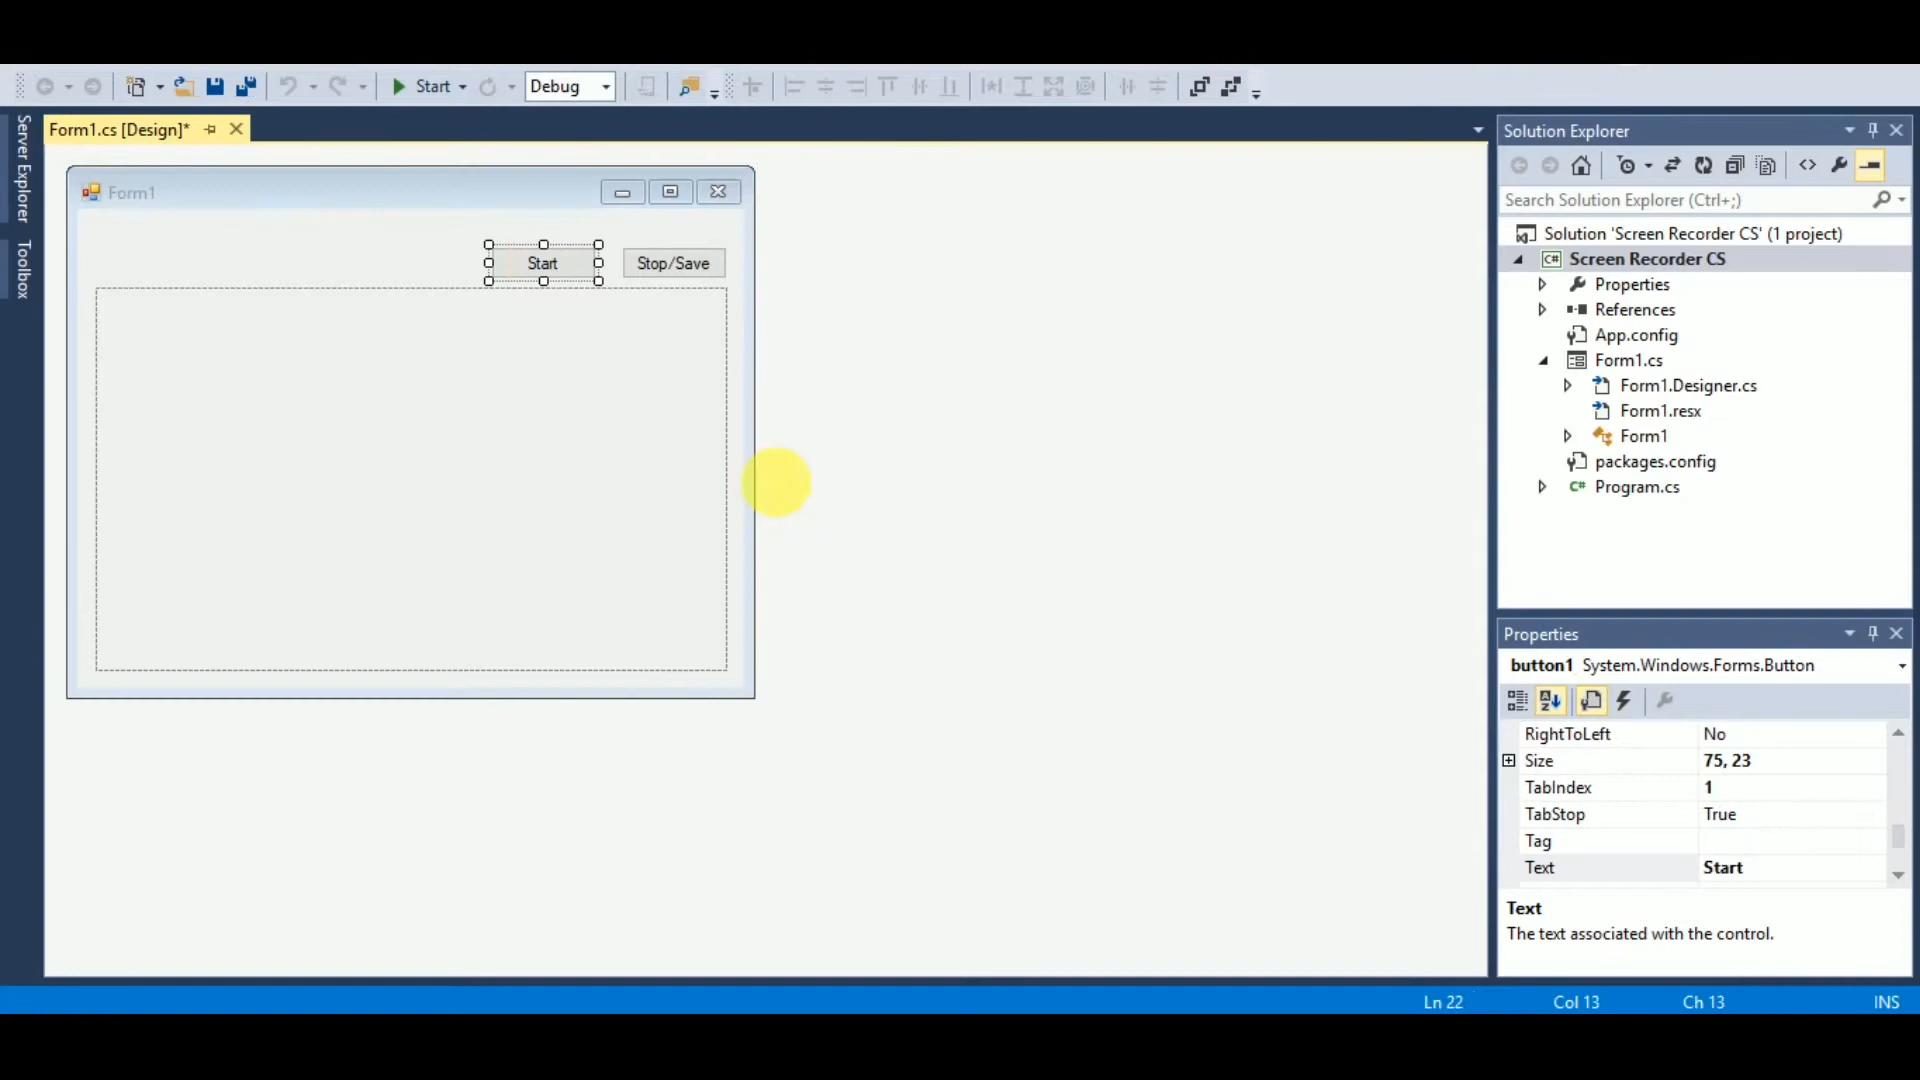 Start
Debug
Server Explorer
Toolbox
Form1.cs [Design]*
Form1
Start
Stop/Save
Solution Explorer
Search Solution Explorer (Ctrl+;)
Solution 'Screen Recorder CS' (1 project)
C# Screen Recorder CS
Properties
References
App.config
Form1.cs
Form1.Designer.cs
Form1.resx
Form1
packages.config
C# Program.cs
Properties
button1 System.Windows.Forms.Button
RightToLeft No
Size 75, 23
TabIndex 1
TabStop True
Tag
Text Start
Text
The text associated with the control.
Ln 22 Col 13 Ch 13 INS